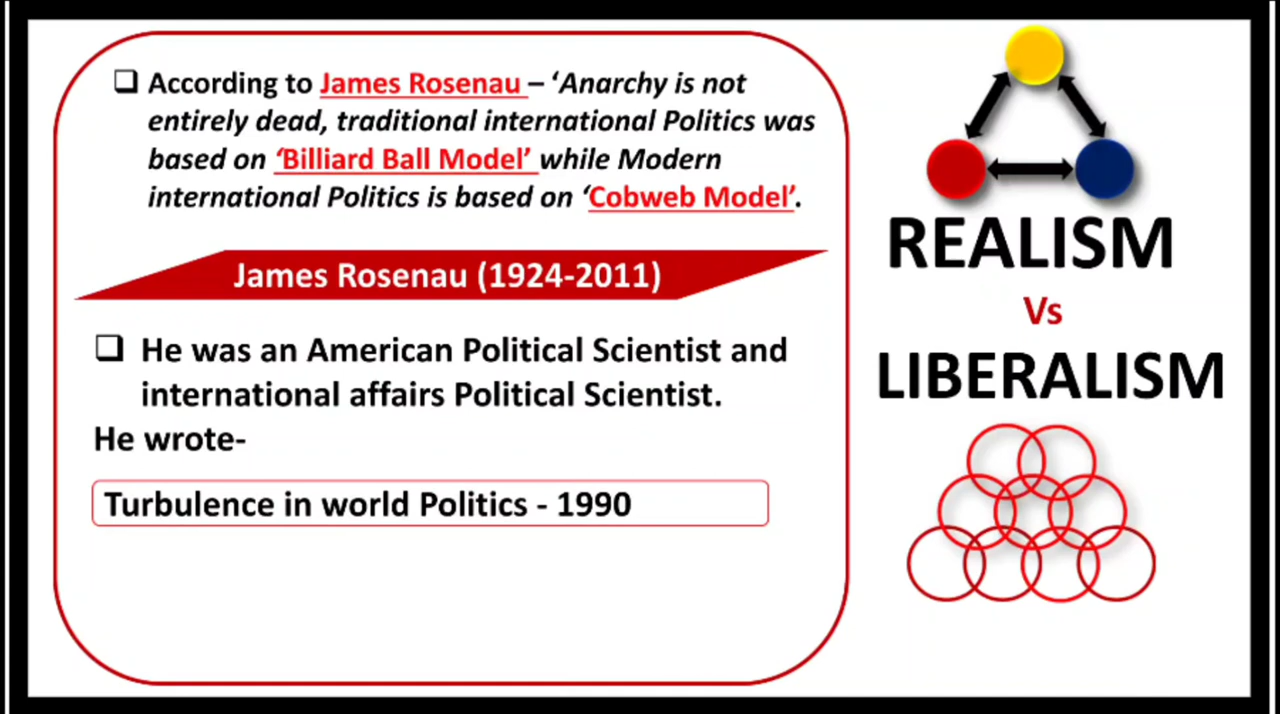 ❑ According to James Rosenau – ‘Anarchy is not
entirely dead, traditional international Politics was
based on ‘Billiard Ball Model’ while Modern
international Politics is based on ‘Cobweb Model’.
James Rosenau (1924-2011)
❑ He was an American Political Scientist and
international affairs Political Scientist.
He wrote-
Turbulence in world Politics - 1990
REALISM
Vs
LIBERALISM